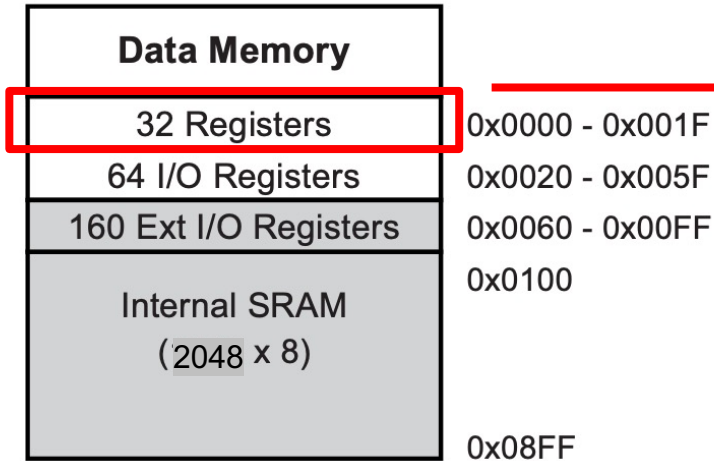 Data Memory
32 Registers 0x0000 - 0x001F
64 I/O Registers 0x0020 - 0x005F
160 Ext I/O Registers 0x0060 - 0x00FF
0x0100
Internal SRAM
(2048 x 8)
0x08FF